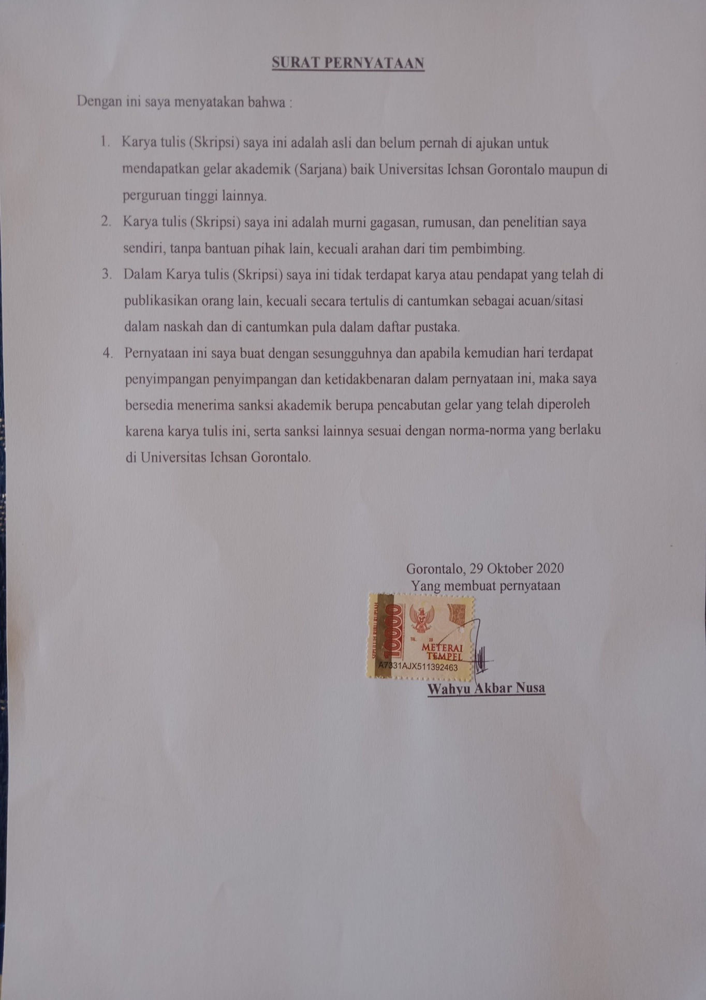 SURAT PERNYATAAN
Dengan ini saya menyatakan bahwa :
1. Karya tulis (Skripsi) saya ini adalah asli dan belum pernah di ajukan untuk
mendapatkan gelar akademik (Sarjana) baik Universitas Ichsan Gorontalo maupun di
perguruan tinggi lainnya.
2. Karya tulis (Skripsi) saya ini adalah murni gagasan, rumusan, dan penelitian saya
sendiri, tanpa bantuan pihak lain, kecuali arahan dari tim pembimbing.
3. Dalam Karya tulis (Skripsi) saya ini tidak terdapat karya atau pendapat yang telah di
publikasikan orang lain, kecuali secara tertulis di cantumkan sebagai acuan/sitasi
dalam naskah dan di cantumkan pula dalam daftar pustaka.
4. Pernyataan ini saya buat dengan sesungguhnya dan apabila kemudian hari terdapat
penyimpangan penyimpangan dan ketidakbenaran dalam pernyataan ini, maka saya
bersedia menerima sanksi akademik berupa pencabutan gelar yang telah diperoleh
karena karya tulis ini, serta sanksi lainnya sesuai dengan norma-norma yang berlaku
di Universitas Ichsan Gorontalo.
Gorontalo, 29 Oktober 2020
Yang membuat pernyataan
SEPULUH RIBU RUPIAH
10000
TGL. 20
METERAI
TEMPEL
A7331AJX511392463
Wahyu Akbar Nusa